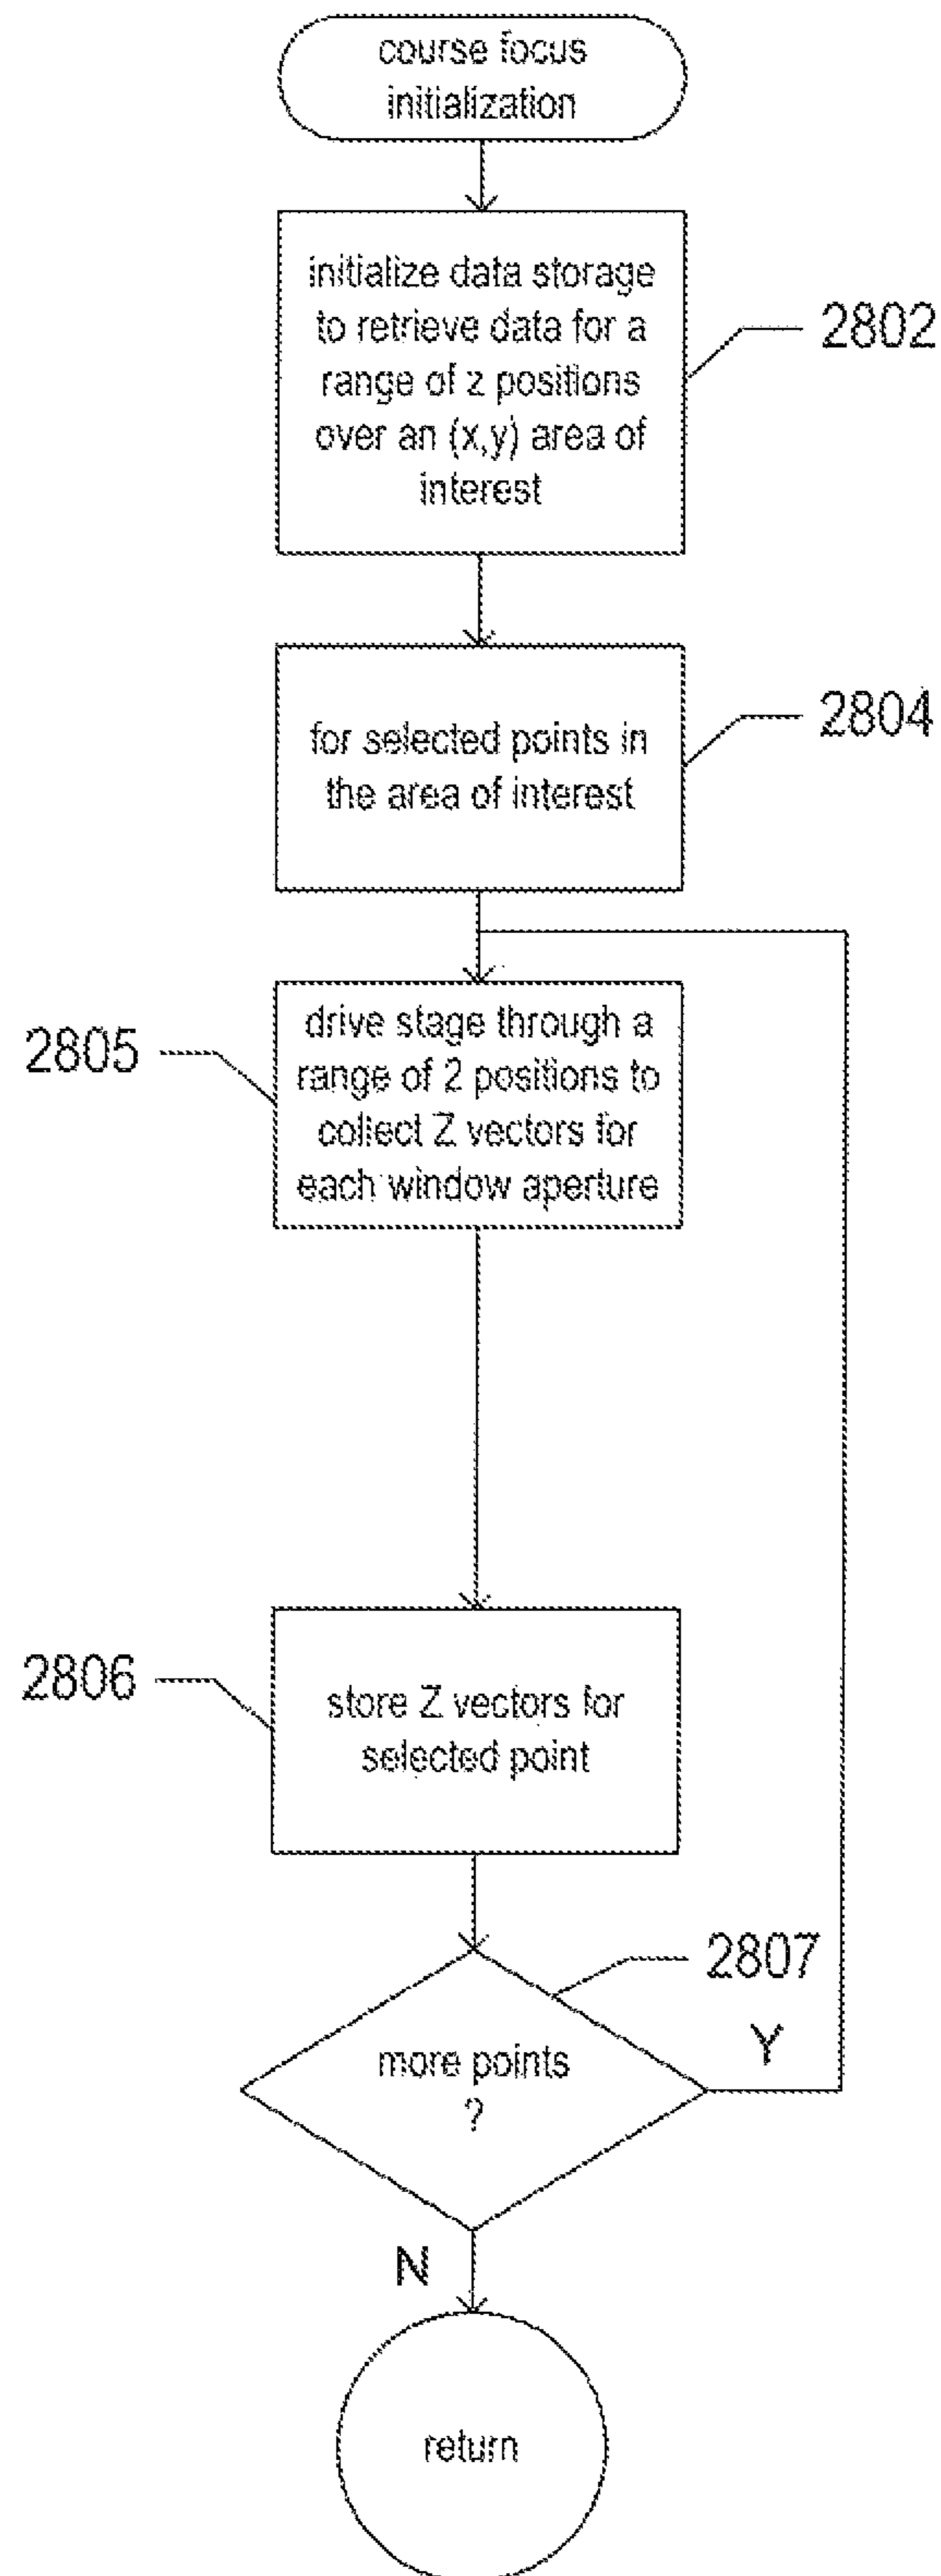 course focus
initialization
initialize data storage
to retrieve data for a
range of z positions
over an (x,y) area of
interest
2802
for selected points in
the area of interest
2804
drive stage through a
range of 2 positions to
collect Z vectors for
each window aperture
2805
store Z vectors for
selected point
2806
more points
?
2807
Y
N
return